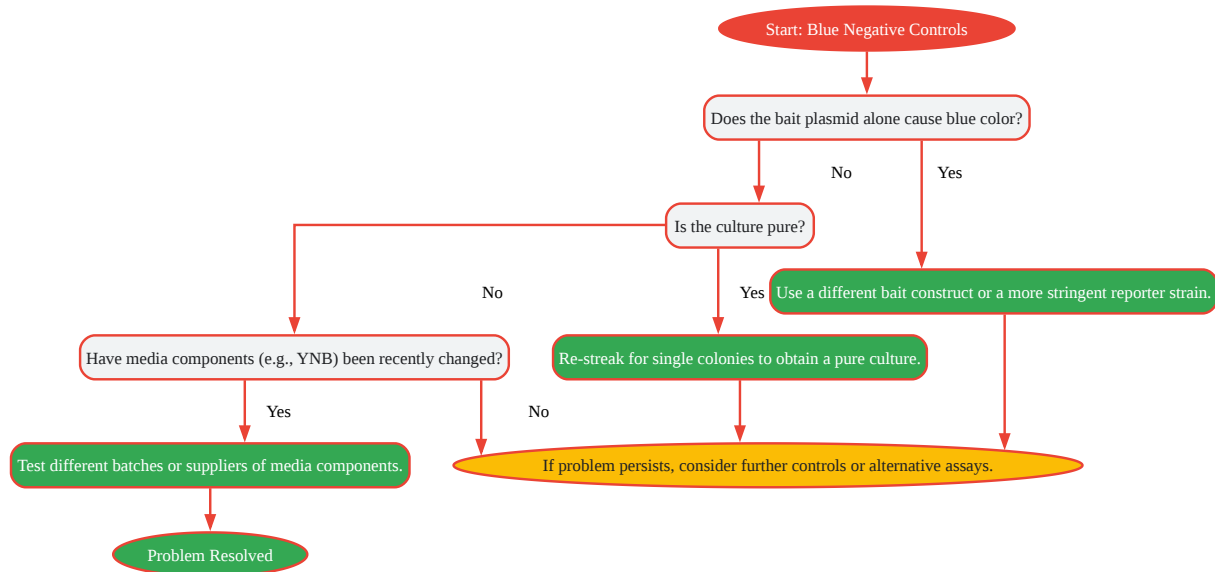 Start: Blue Negative Controls
Does the bait plasmid alone cause blue color?
No
Yes
Is the culture pure?
No
Yes
Use a different bait construct or a more stringent reporter strain.
Have media components (e.g., YNB) been recently changed?
Re-streak for single colonies to obtain a pure culture.
Yes
No
Test different batches or suppliers of media components.
If problem persists, consider further controls or alternative assays.
Problem Resolved